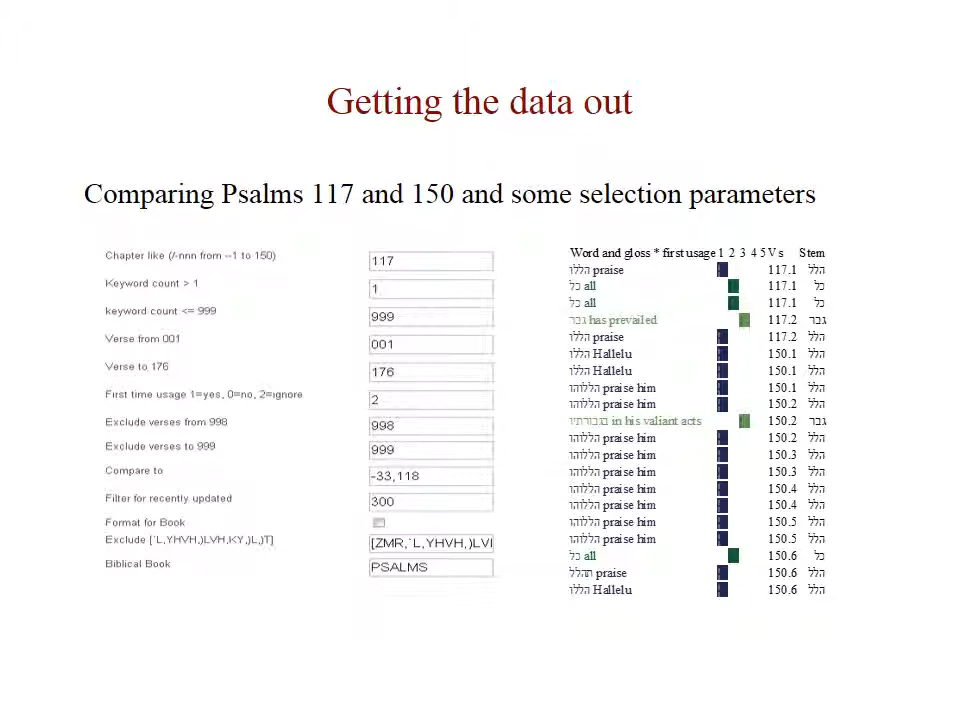 Getting the data out
Comparing Psalms 117 and 150 and some selection parameters
Chapter like (/-nnn from --1 to 150) 117
Keyword count > 1 1
keyword count <= 999 999
Verse from 001 001
Verse to 176 176
First time usage 1=yes, 0=no, 2=ignore 2
Exclude verses from 998 998
Exclude verses to 999 999
Compare to -33,118
Filter for recently updated 300
Format for Book
Exclude [`L,YHVH,)LVH,KY,)L,)T] [ZMR,`L,YHVH,)LVI
Biblical Book PSALMS
Word and gloss * first usage 1 2 3 4 5 Vs Stem
הללו praise 117.1 הלל
כל all 117.1 כל
כל all 117.1 כל
גבר has prevailed 117.2 גבר
הללו praise 117.2 הלל
הללו Hallelu 150.1 הלל
הללו Hallelu 150.1 הלל
הללוהו praise him 150.1 הלל
הללוהו praise him 150.2 הלל
בגבורתיו in his valiant acts 150.2 גבר
הללוהו praise him 150.2 הלל
הללוהו praise him 150.3 הלל
הללוהו praise him 150.3 הלל
הללוהו praise him 150.4 הלל
הללוהו praise him 150.4 הלל
הללוהו praise him 150.5 הלל
הללוהו praise him 150.5 הלל
כל all 150.6 כל
תהלל praise 150.6 הלל
הללו Hallelu 150.6 הלל